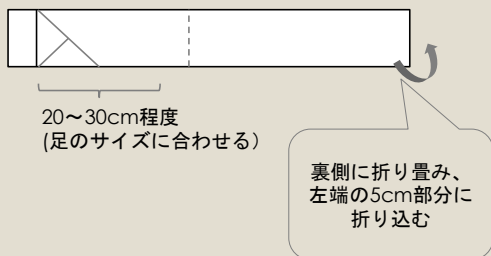 20～30cm程度
(足のサイズに合わせる）
裏側に折り畳み、
左端の5cm部分に
折り込む